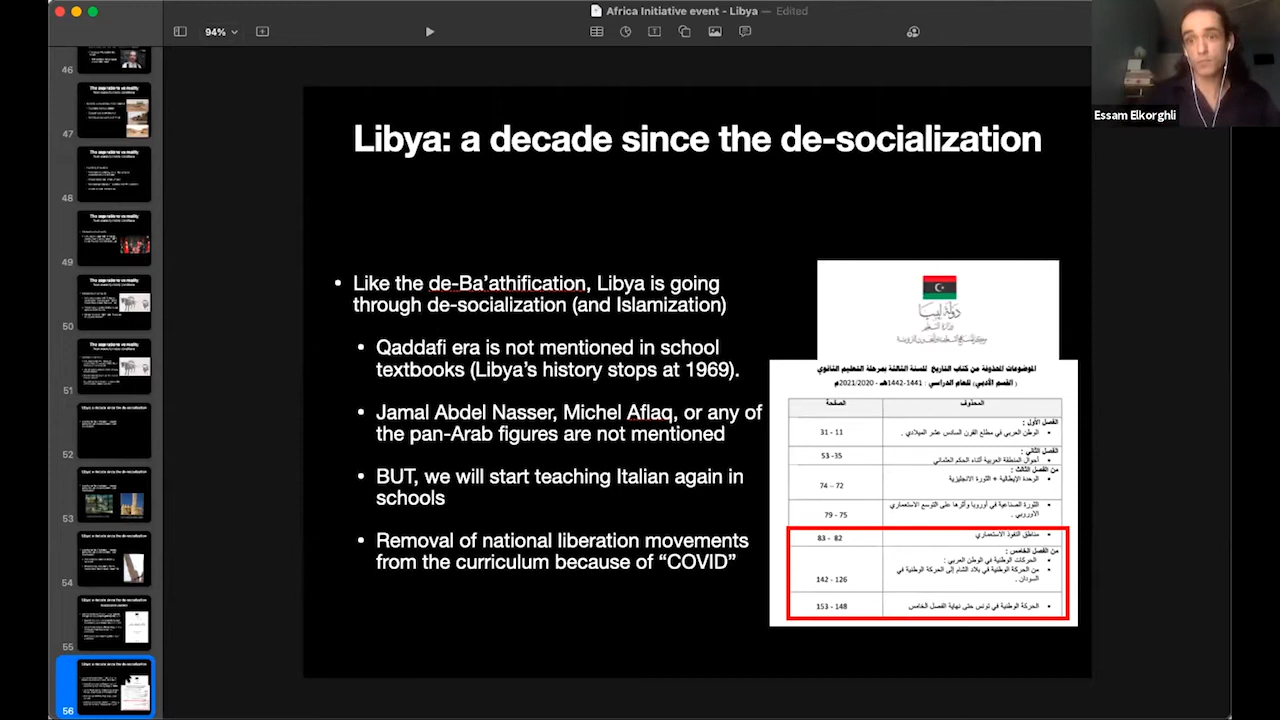 Africa Initiative event - Libya — Edited
94%
Essam Elkorghli
46
47
48
49
50
51
52
53
54
55
56
Libya: a decade since the de-socialization
• Like the de-Ba’athification, Libya is going
through de-socialization (and Islamization)
• Qaddafi era is not mentioned in school
textbooks (Libya’s history stops at 1969).
• Jamal Abdel Nasser, Michel Aflaq, or any of
the pan-Arab figures are not mentioned
• BUT, we will start teaching Italian again in
schools
• Removal of national liberation movements
from the curriculum because of “COVID”
دولة ليبيا
وزارة التعليم
الموضوعات المحذوفة من كتاب التاريخ للسنة الثالثة بمرحلة التعليم الثانوي
( القسم الأدبي) للعام الدراسي : 1441-1442هـ - 2021/2020م
المحذوف
الصفحة
الفصل الأول :
• الوطن العربي في مطلع القرن السادس عشر الميلادي .
31 - 11
الفصل الثاني :
• أحوال المنطقة العربية أثناء الحكم العثماني
53 -35
من الفصل الثالث :
الوحدة الإيطالية + الثورة الانجليزية
74 – 72
• الثورة الصناعية في أوروبا وأثرها على التوسع الاستعماري
الأوروبي .
79 - 75
• مناطق النفوذ الاستعماري
83 - 82
من الفصل الخامس :
• الحركات الوطنية في الوطن العربي :
• من الحركة الوطنية في بلاد الشام إلى الحركة الوطنية في
السودان .
142 - 126
• الحركة الوطنية في تونس حتى نهاية الفصل الخامس
153 - 148